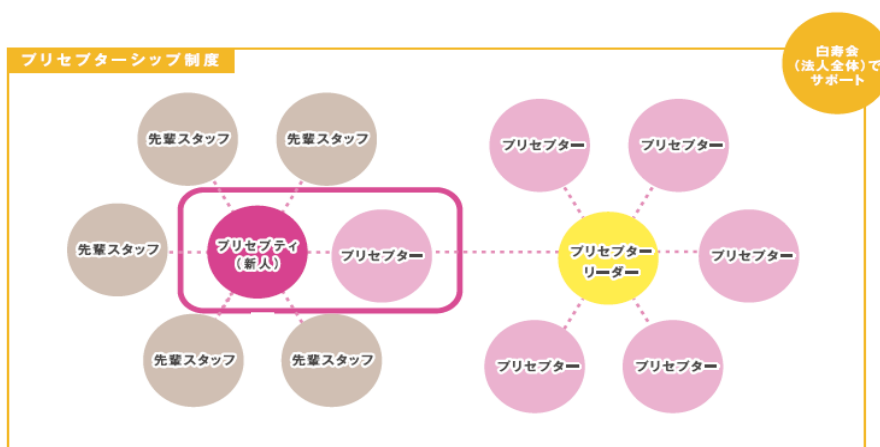 プリセプターシップ制度
白寿会
(法人全体)で
サポート
先輩スタッフ
先輩スタッフ
プリセプター
プリセプター
先輩スタッフ
プリセプティ
(新人)
プリセプター
プリセプター
リーダー
プリセプター
先輩スタッフ
先輩スタッフ
プリセプター
プリセプター